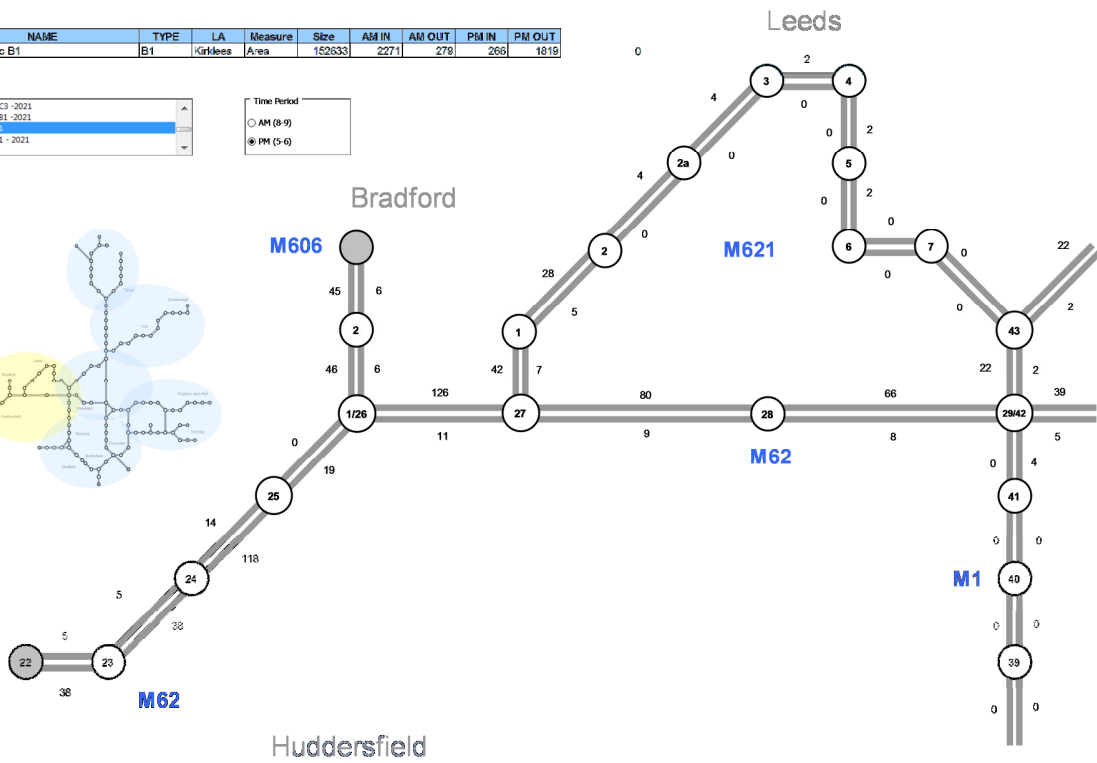 Leeds
NAME TYPE LA Measure Size AM IN AM OUT PM IN PM OUT
c B1 B1 Kirklees Area 152633 2271 279 266 1819
0
2
3 4
C3 -2021
B1 -2021
1
1 - 2021
Time Period
AM (8-9)
PM (5-6)
4
0
0 2
2a 5
0
4
0 2
Bradford
M606
M621
0
2 6 7
0
0
0
22
28
5
45 6
0
2
2 1 43
46 6
42 7
22 2
126
80
66
39
1/26 27 28 29/42
11
9
8
5
M62
0
19
0 4
25 41
14
118
0 0
24
M1
40
5
38
0 0
5
22 23 39
38
M62
0 0
Huddersfield